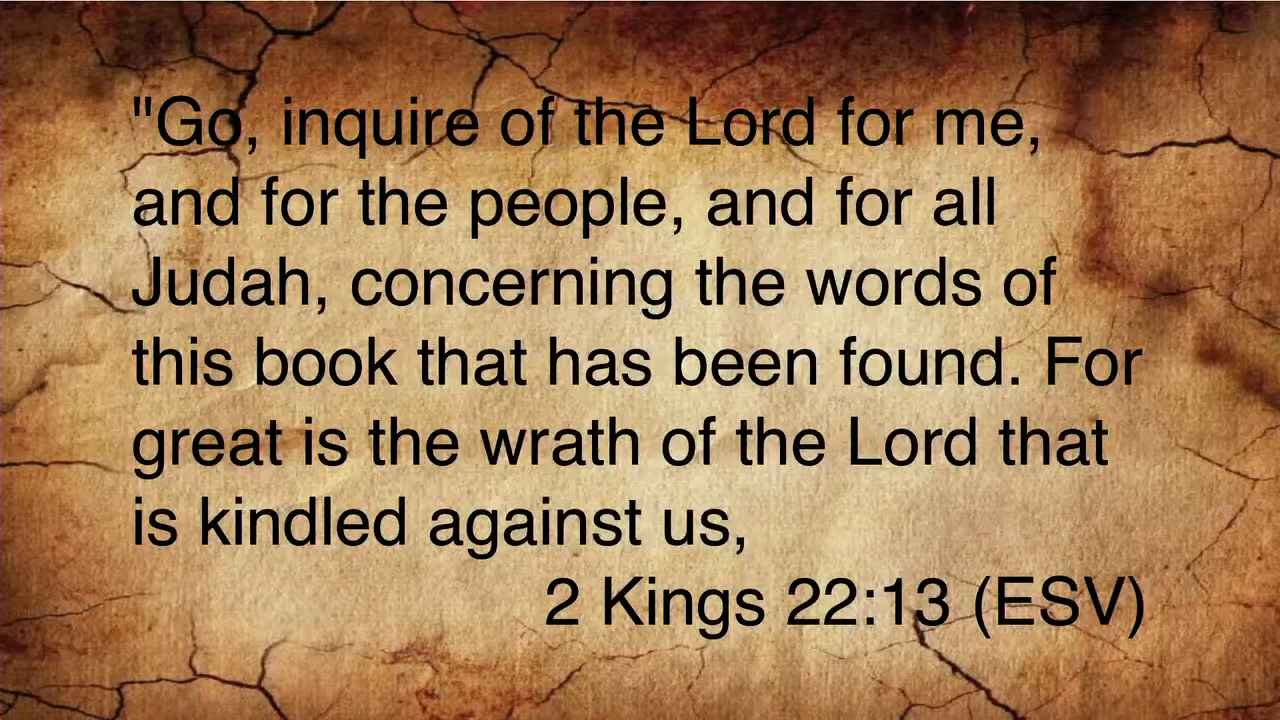 "Go, inquire of the Lord for me,
and for the people, and for all
Judah, concerning the words of
this book that has been found. For
great is the wrath of the Lord that
is kindled against us,
2 Kings 22:13 (ESV)